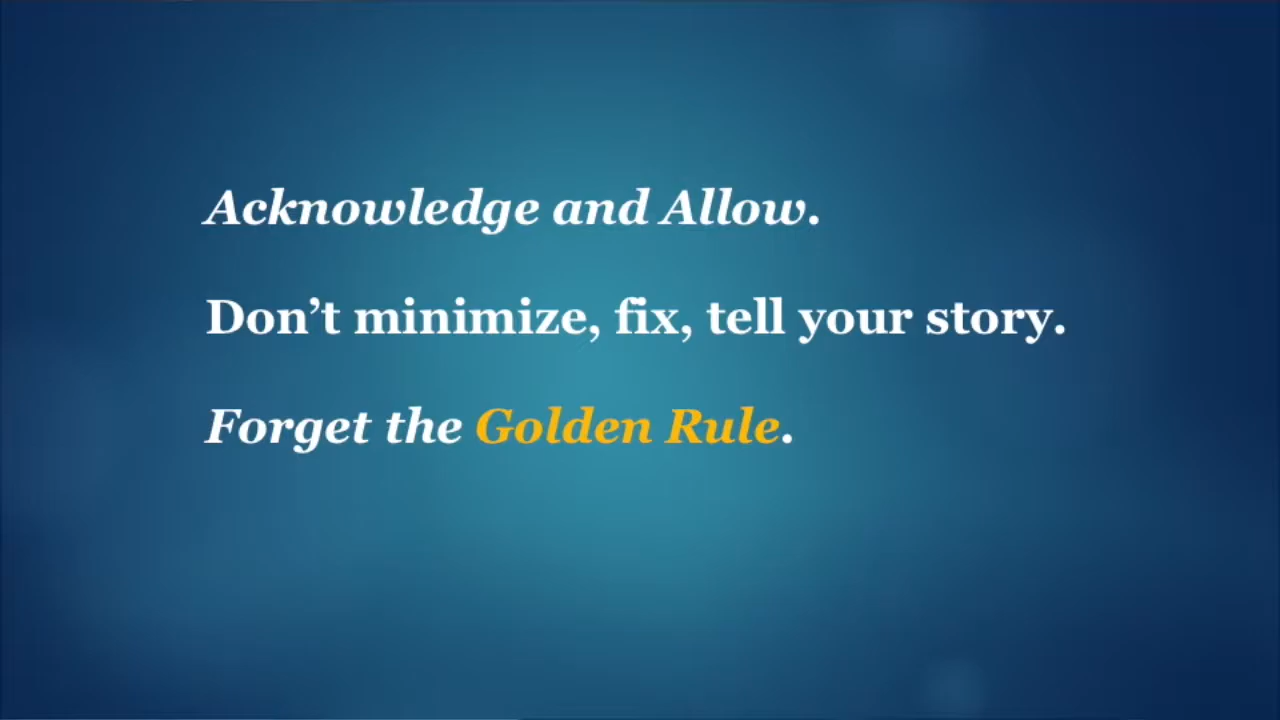 Acknowledge and Allow.
Don’t minimize, fix, tell your story.
Forget the Golden Rule.